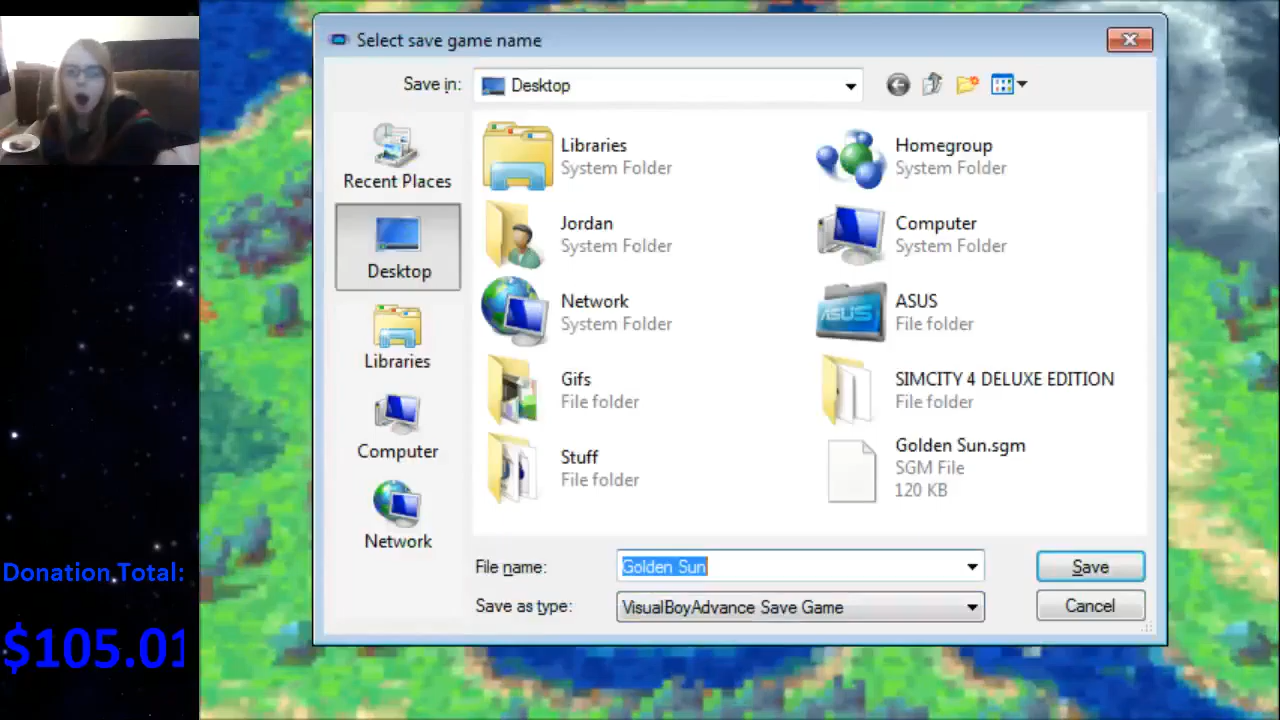 Select save game name
Save in:
Desktop
Recent Places
Desktop
Libraries
Computer
Network
Libraries
System Folder
Homegroup
System Folder
Jordan
System Folder
Computer
System Folder
Network
System Folder
ASUS
ASUS
File folder
Gifs
File folder
SIMCITY 4 DELUXE EDITION
File folder
Stuff
File folder
Golden Sun.sgm
SGM File
120 KB
File name:
Golden Sun
Save
Save as type:
VisualBoyAdvance Save Game
Cancel
Donation Total:
$105.01